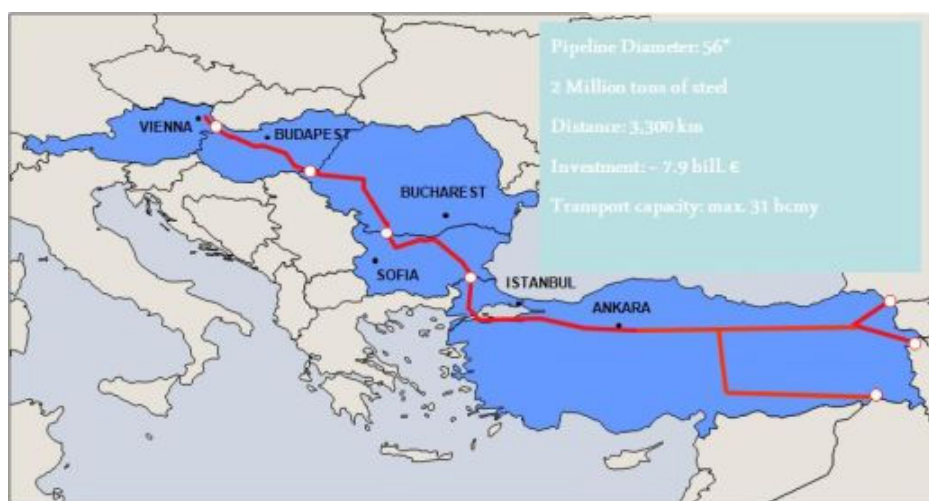 Pipeline Diameter: 56"
2 Million tons of steel
Distance: 3,300 km
Investment: ~ 7.9 bill. €
Transport capacity: max. 31 bcmy
VIENNA
BUDAPEST
BUCHAREST
SOFIA
ISTANBUL
ANKARA